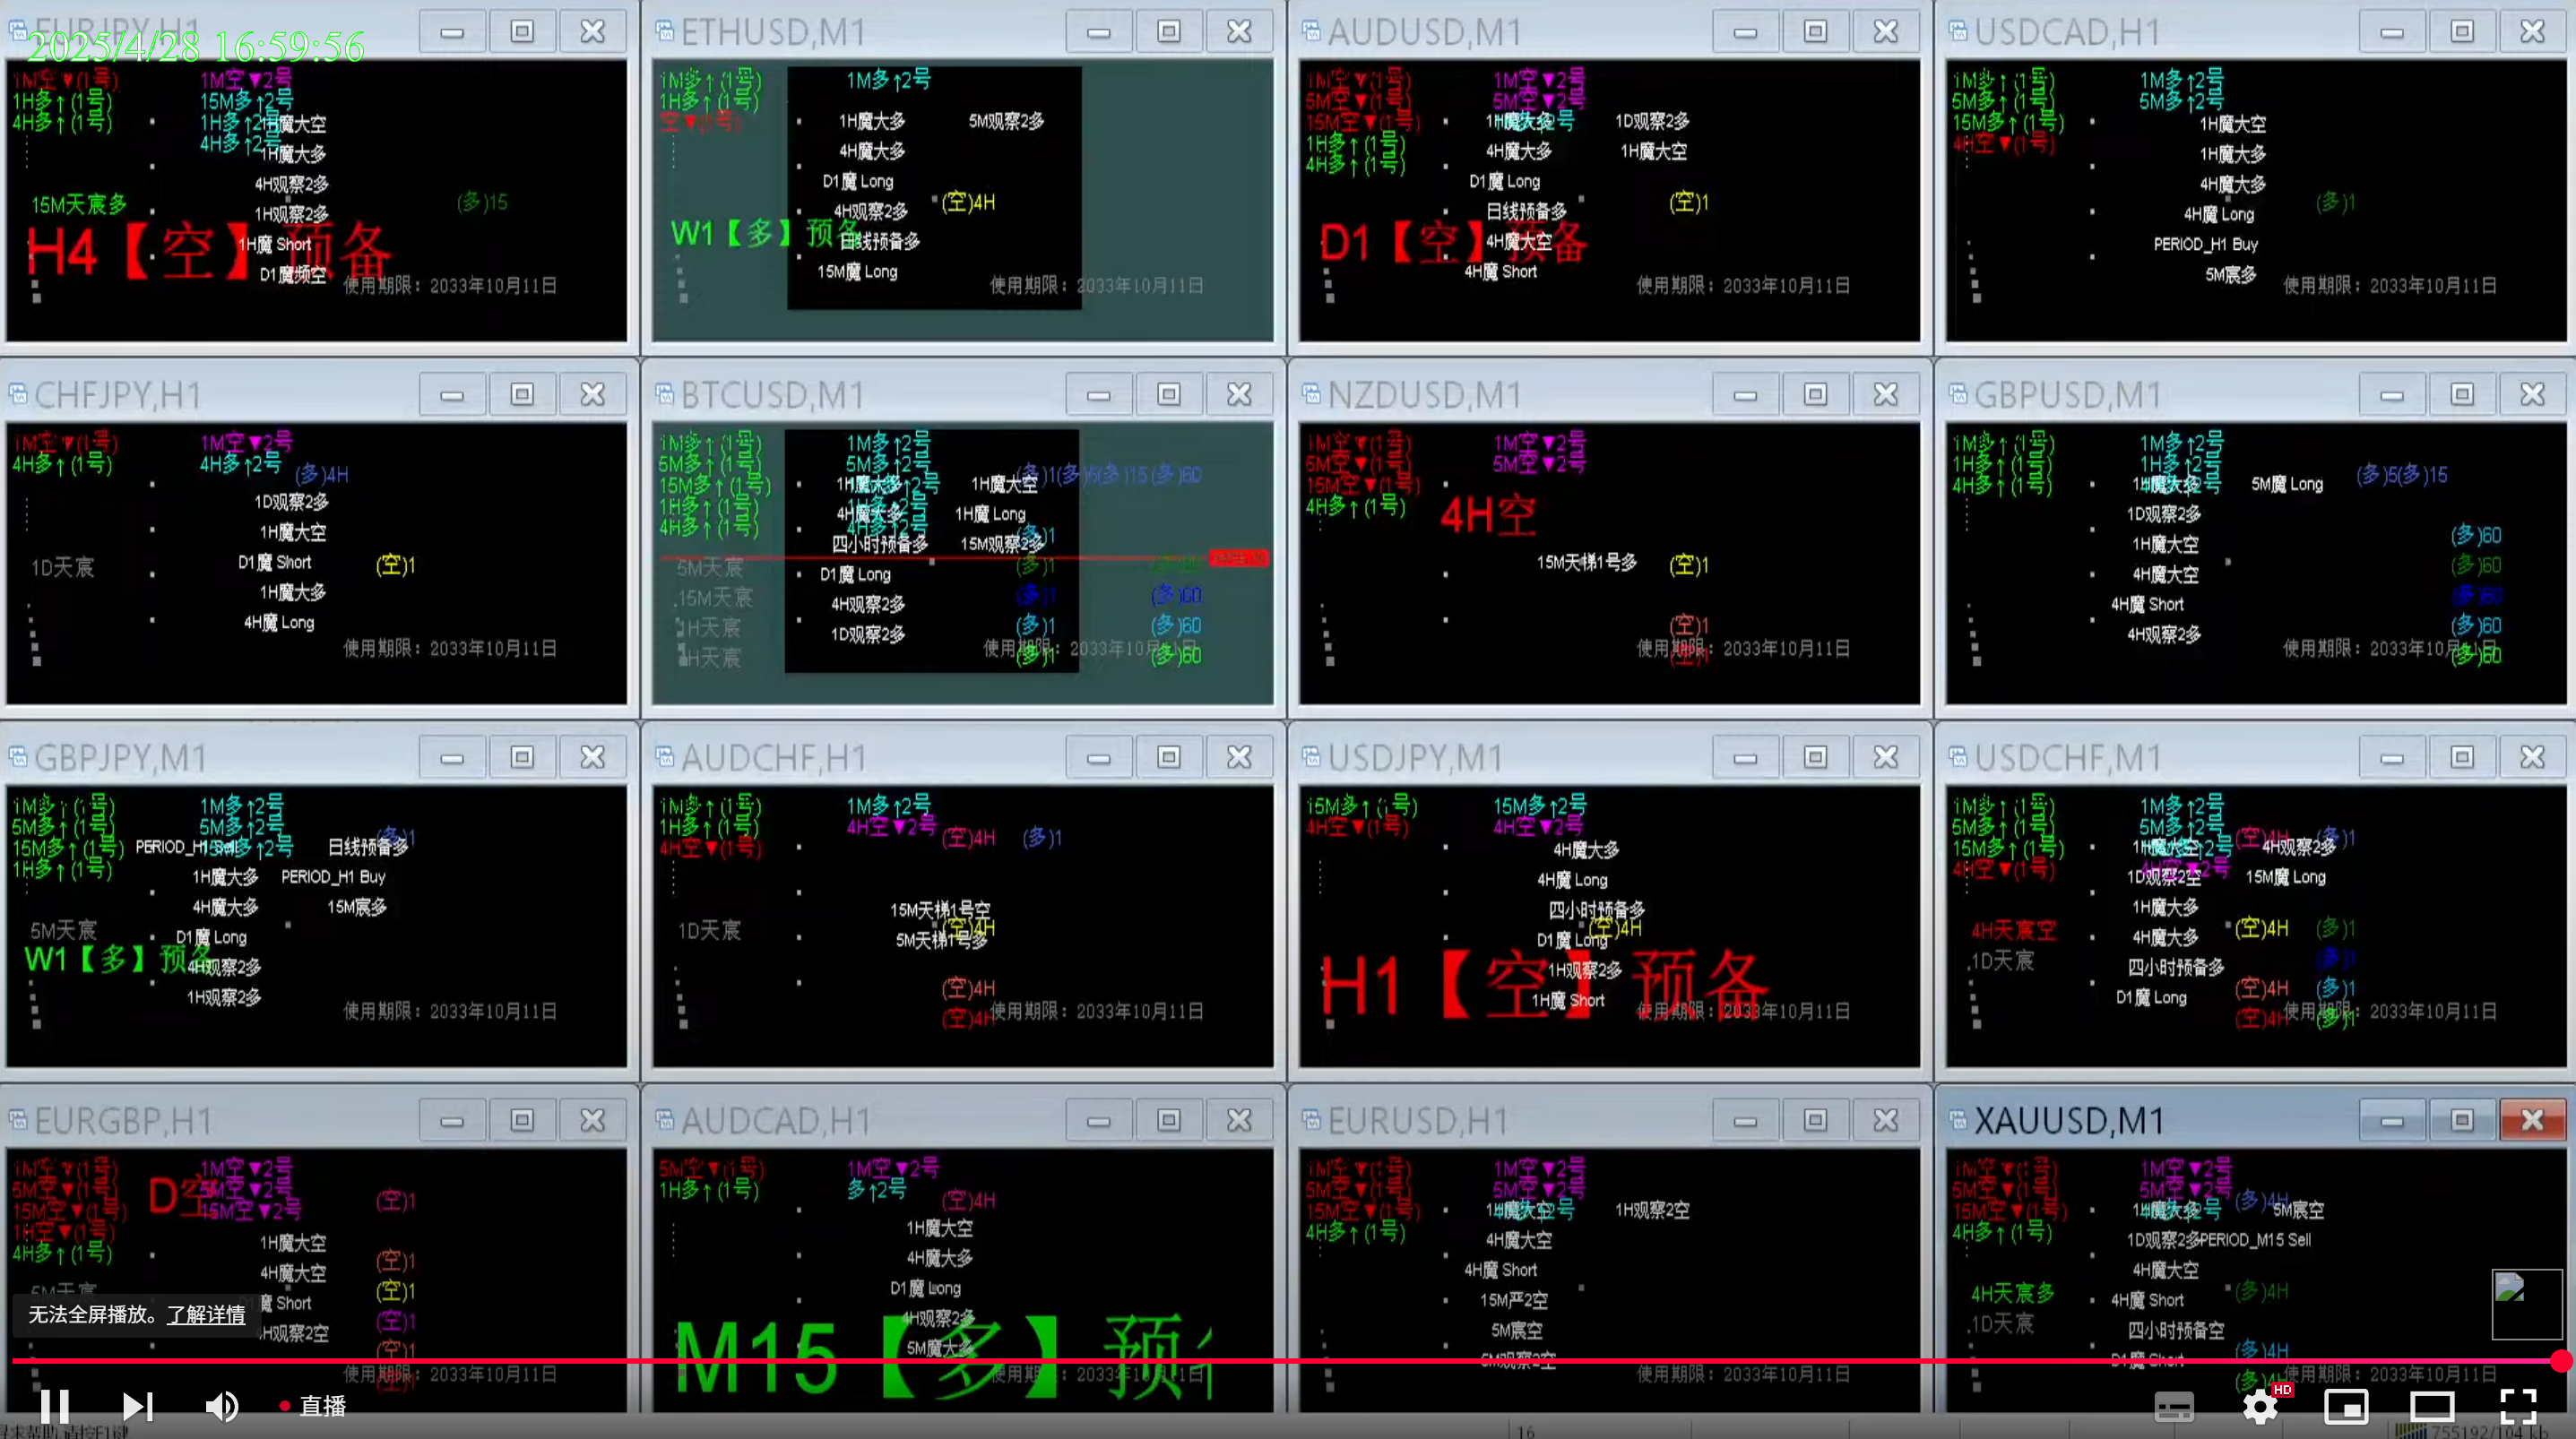 EURJPY,H1
2025/4/28 16:59:56
1M空▼(1号) 1M空▼2号
1H多↑(1号) 15M多↑2号
4H多↑(1号) 1H多↑2号 1H魔大空
4H多↑2号 1H魔大多
4H观察2多
15M天宸多 1H观察2多 (多)15
H4【空】预备 1H魔 Short
D1魔频空
使用期限：2033年10月11日
ETHUSD,M1
1M多↑(1号) 1M多↑2号
1H多↑(1号)
空▼(1号) 1H魔大多 5M观察2多
4H魔大多
D1魔 Long
4H观察2多 (空)4H
W1【多】预备 日线预备多
15M魔 Long
使用期限：2033年10月11日
AUDUSD,M1
1M空▼(1号) 1M空▼2号
5M空▼(1号) 5M空▼2号
15M空▼(1号) 1H魔大多 1D观察2多
1H多↑(1号) 4H魔大多 1H魔大空
4H多↑(1号)
D1魔 Long
日线预备多 (空)1
D1【空】预备 4H魔大空
4H魔 Short
使用期限：2033年10月11日
USDCAD,H1
1M多↑(1号) 1M多↑2号
5M多↑(1号) 5M多↑2号
15M多↑(1号) 1H魔大空
4H空▼(1号) 1H魔大多
4H魔大多
4H魔 Long (多)1
PERIOD_H1 Buy
5M宸多
使用期限：2033年10月11日
CHFJPY,H1
1M空▼(1号) 1M空▼2号
4H多↑(1号) 4H多↑2号 (多)4H
1D观察2多
1H魔大空
1D天宸 D1魔 Short (空)1
1H魔大多
4H魔 Long
使用期限：2033年10月11日
BTCUSD,M1
1M多↑(1号) 1M多↑2号
5M多↑(1号) 5M多↑2号 (多)1(多)5(多)15(多)60
15M多↑(1号) 1H魔大多 1H魔大空
1H多↑(1号) 4H魔大多 1H魔 Long
4H多↑(1号) 4H多↑2号 (多)1
四小时预备多 15M观察2多
5M天宸 D1魔 Long (多)1
15M天宸 4H观察2多 (多)1 (多)60
1H天宸 1D观察2多 (多)1 (多)60
H天宸 (多)1 (多)60
使用期限：2033年10月11日
NZDUSD,M1
1M空▼(1号) 1M空▼2号
5M空▼(1号) 5M空▼2号
15M空▼(1号)
4H多↑(1号) 4H空
15M天梯1号多 (空)1
(空)1
(空)1
使用期限：2033年10月11日
GBPUSD,M1
1M多↑(1号) 1M多↑2号
1H多↑(1号) 1H多↑2号 (多)5(多)15
4H多↑(1号) 1H魔大多 5M魔 Long
1D观察2多
1H魔大空 (多)60
4H魔大空 (多)60
4H魔 Short (多)60
4H观察2多 (多)60
使用期限：2033年10月11日 (多)60
GBPJPY,M1
1M多↑(1号) 1M多↑2号
5M多↑(1号) 5M多↑2号 (多)1
15M多↑(1号) 15M多↑2号 日线预备多
1H多↑(1号) 1H魔大多 PERIOD_H1 Buy
4H魔大多 15M宸多
5M天宸 D1魔 Long
W1【多】预备 4H观察2多
1H观察2多
使用期限：2033年10月11日
AUDCHF,H1
1M多↑(1号) 1M多↑2号
1H多↑(1号) 4H空▼2号 (空)4H (多)1
4H空▼(1号)
15M天梯1号空
1D天宸 (空)4H
5M天梯1号多
(空)4H
(空)4H
使用期限：2033年10月11日
USDJPY,M1
15M多↑(1号) 15M多↑2号
4H空▼(1号) 4H空▼2号
4H魔大多
4H魔 Long
四小时预备多
D1魔 Long (空)4H
H1【空】预备 1H观察2多
1H魔 Short
使用期限：2033年10月11日
USDCHF,M1
1M多↑(1号) 1M多↑2号
5M多↑(1号) 5M多↑2号 (空)4H (多)1
15M多↑(1号) 1H魔大空 4H观察2多
4H空▼(1号) 4H空▼2号
1D观察2空 15M魔 Long
1H魔大多
4H天宸空 4H魔大多 (空)4H (多)1
1D天宸 四小时预备多 (多)1
D1魔 Long (空)4H (多)1
(空)4H (多)1
使用期限：2033年10月11日
EURGBP,H1
1M空▼(1号) 1M空▼2号
5M空▼(1号) D空 5M空▼2号 (空)1
15M空▼(1号) 15M空▼2号
1H空▼(1号) 1H魔大空
4H多↑(1号) (空)1
4H魔大空
5M天宸 (空)1
魔 Short (空)1
H观察2空 (空)1
使用期限：2033年10月11日
AUDCAD,H1
5M空▼(1号) 1M空▼2号
1H多↑(1号) 多↑2号 (空)4H
1H魔大空
4H魔大多
D1魔 Long
4H观察2多
M15【多】预 5M魔大多
使用期限：2033年10月11日
EURUSD,H1
1M空▼(1号) 1M空▼2号
5M空▼(1号) 5M空▼2号
15M空▼(1号) 1H魔大空 1H观察2空
4H多↑(1号) 4H魔大空
4H魔 Short
15M严2空
5M宸空
5M观察2空
使用期限：2033年10月11日
XAUUSD,M1
1M空▼(1号) 1M空▼2号
5M空▼(1号) 5M空▼2号 (多)4H
15M空▼(1号) 1H魔大多 5M宸空
4H多↑(1号) 1D观察2多 PERIOD_M15 Sell
4H魔大空
4H天宸多 4H魔 Short (多)4H
1D天宸 四小时预备空
D1魔 Short (多)4H
使用期限：2033年10月11日
无法全屏播放。了解详情
直播
HD
16
755192/104 kb